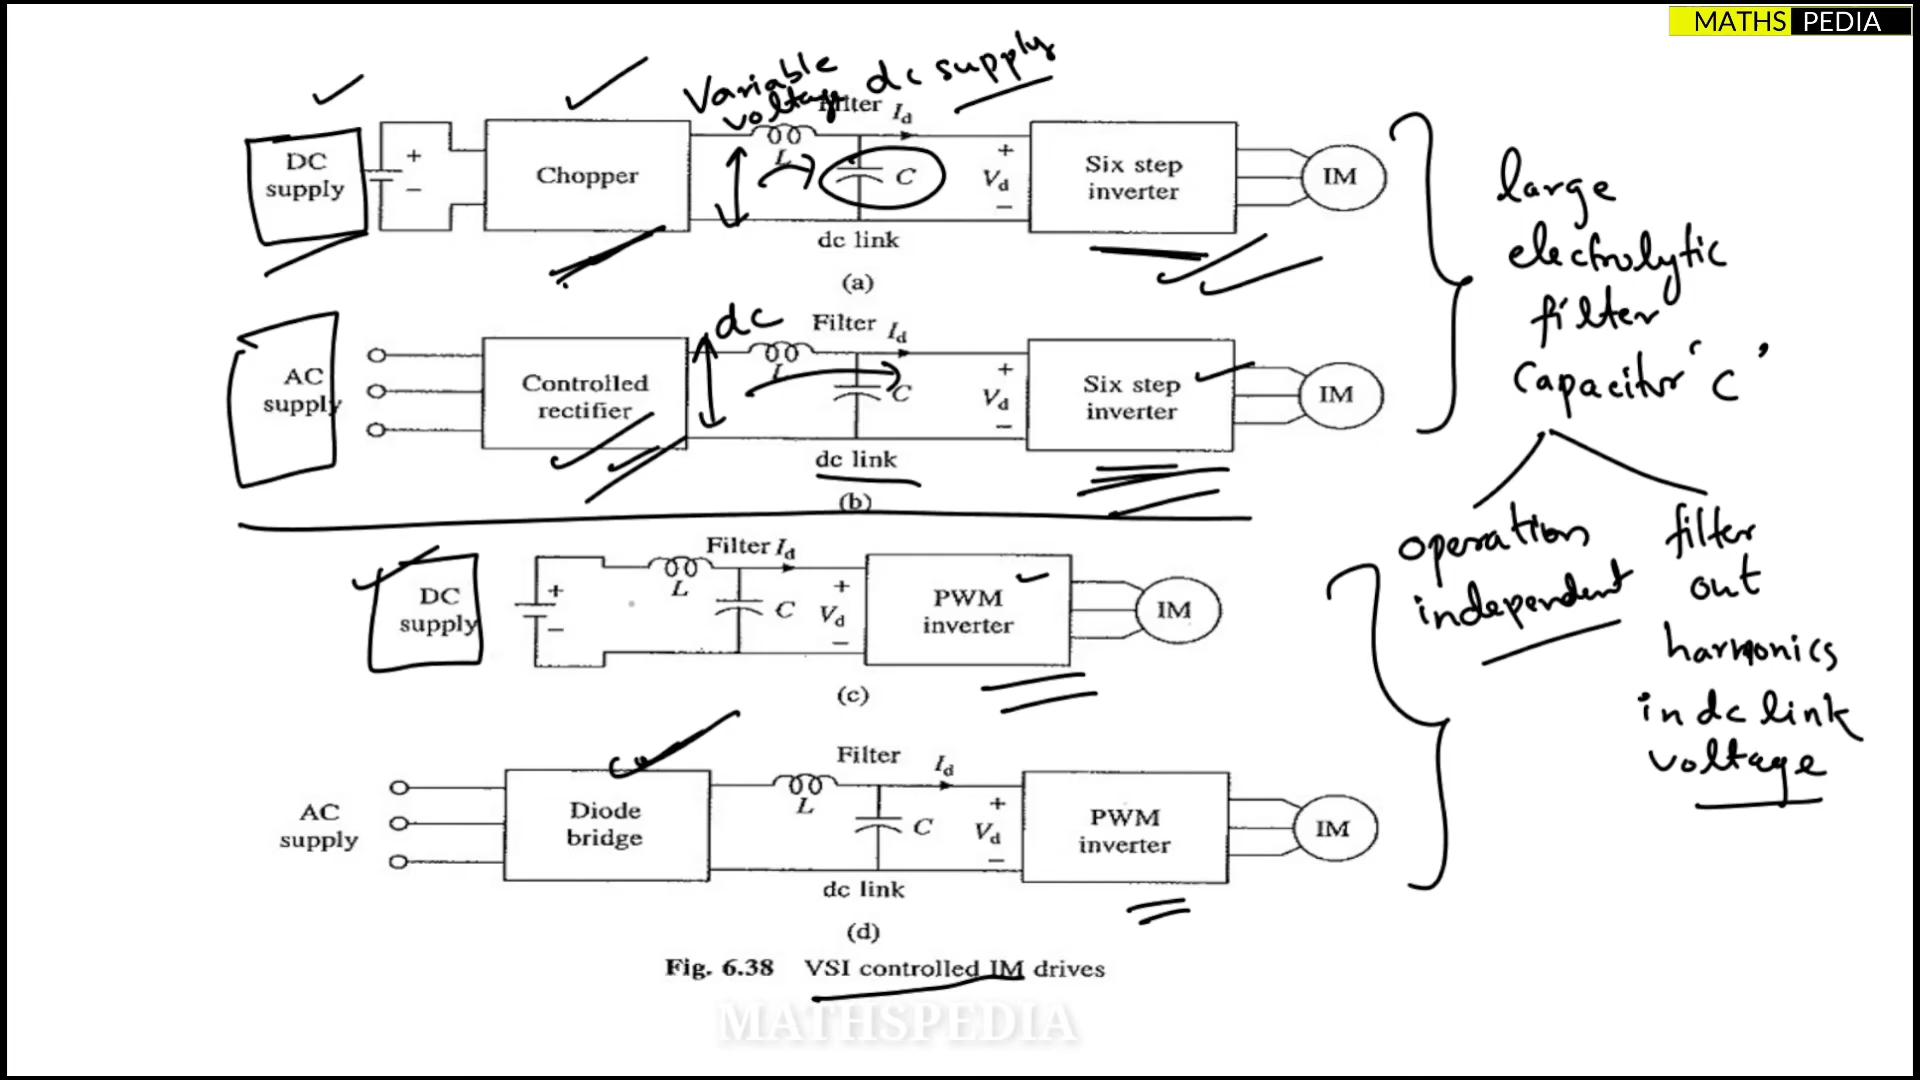 MATHS PEDIA
Variable
voltage
dc supply
Filter Id
DC
supply
+
−
Chopper
L
C
+
Vd
−
Six step
inverter
IM
dc link
(a)
dc
Filter Id
AC
supply
Controlled
rectifier
L
C
+
Vd
−
Six step
inverter
IM
dc link
(b)
Filter Id
DC
supply
+
−
L
C
+
Vd
−
PWM
inverter
IM
(c)
Filter
Id
AC
supply
Diode
bridge
L
C
+
Vd
−
PWM
inverter
IM
dc link
(d)
Fig. 6.38 VSI controlled IM drives
MATHSPEDIA
large
electrolytic
filter
capacitor 'C'
operation
independent
filter
out
harmonics
in dc link
voltage